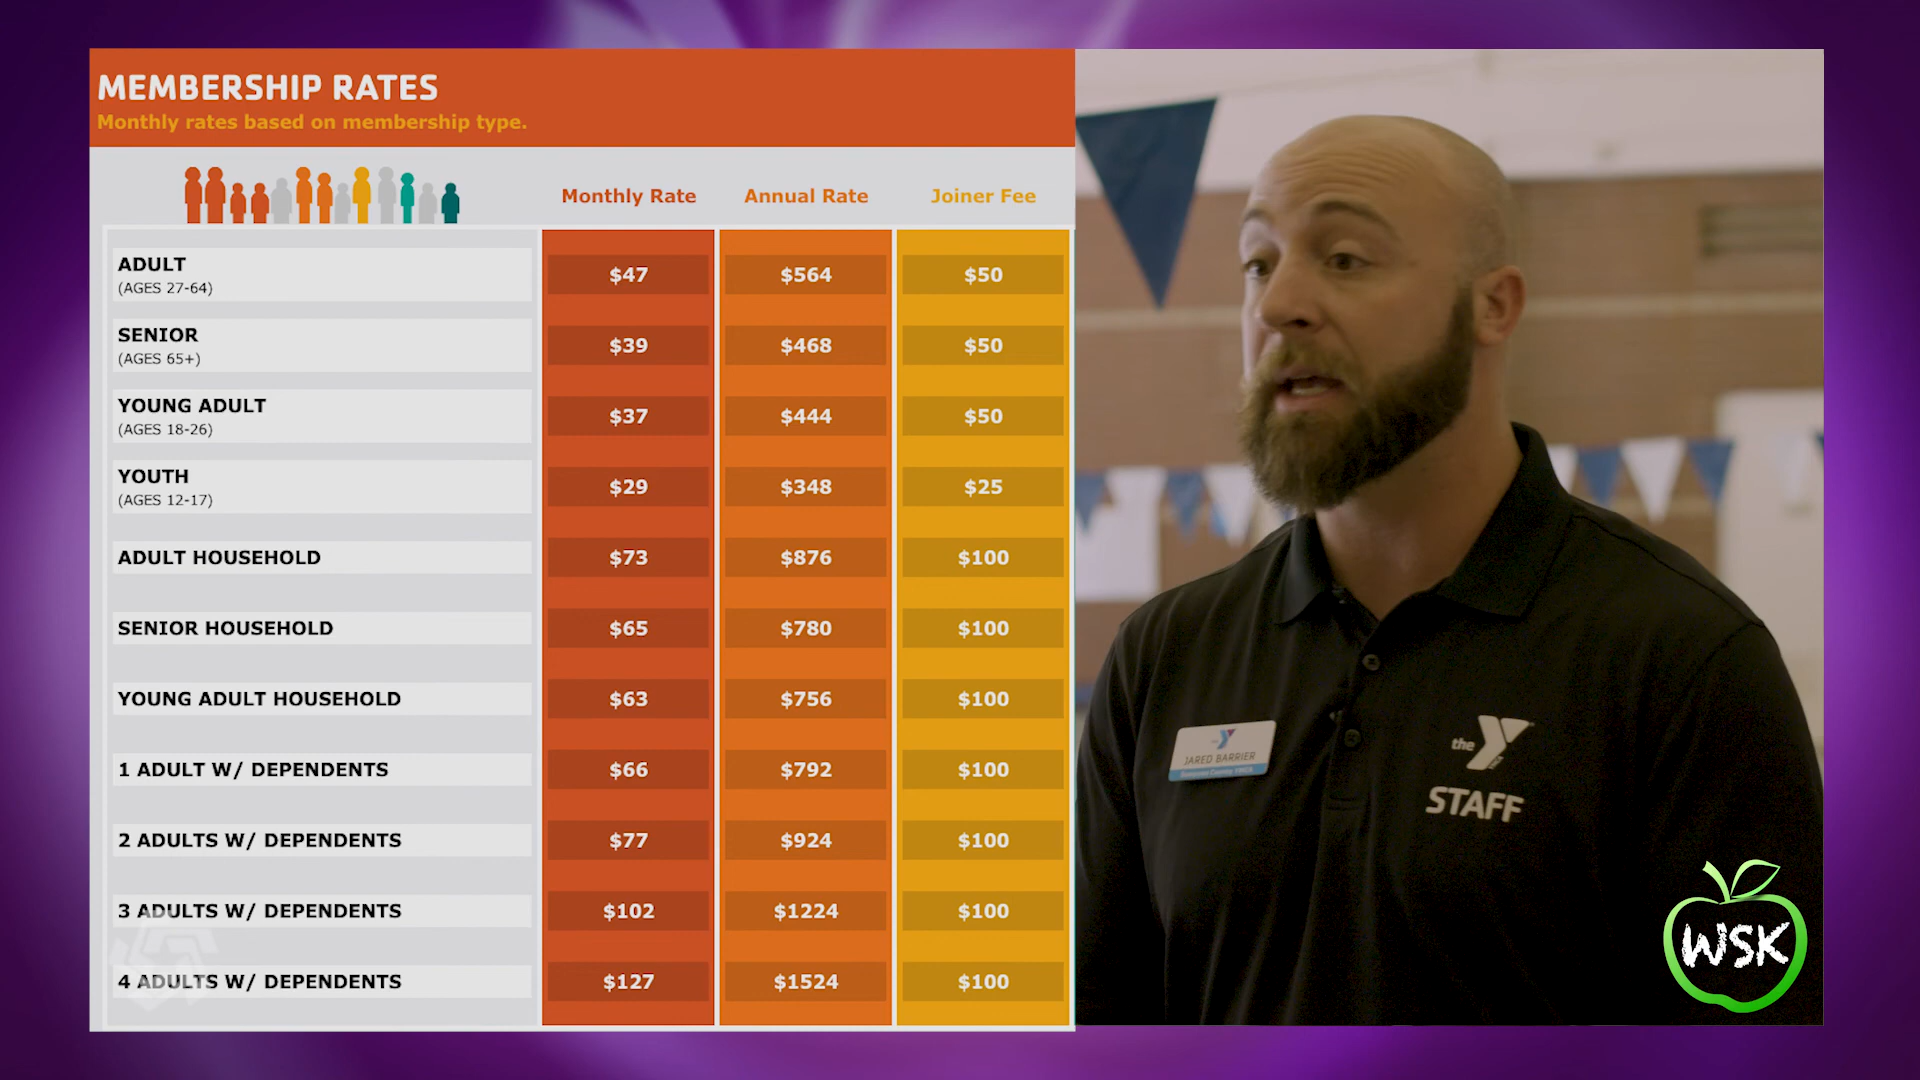 MEMBERSHIP RATES
Monthly rates based on membership type.
Monthly Rate Annual Rate Joiner Fee
ADULT
(AGES 27-64)
$47 $564 $50
SENIOR
(AGES 65+)
$39 $468 $50
YOUNG ADULT
(AGES 18-26)
$37 $444 $50
YOUTH
(AGES 12-17)
$29 $348 $25
ADULT HOUSEHOLD $73 $876 $100
SENIOR HOUSEHOLD $65 $780 $100
YOUNG ADULT HOUSEHOLD $63 $756 $100
1 ADULT W/ DEPENDENTS $66 $792 $100
2 ADULTS W/ DEPENDENTS $77 $924 $100
3 ADULTS W/ DEPENDENTS $102 $1224 $100
4 ADULTS W/ DEPENDENTS $127 $1524 $100
JARED BARRIER
the Y
STAFF
WSK